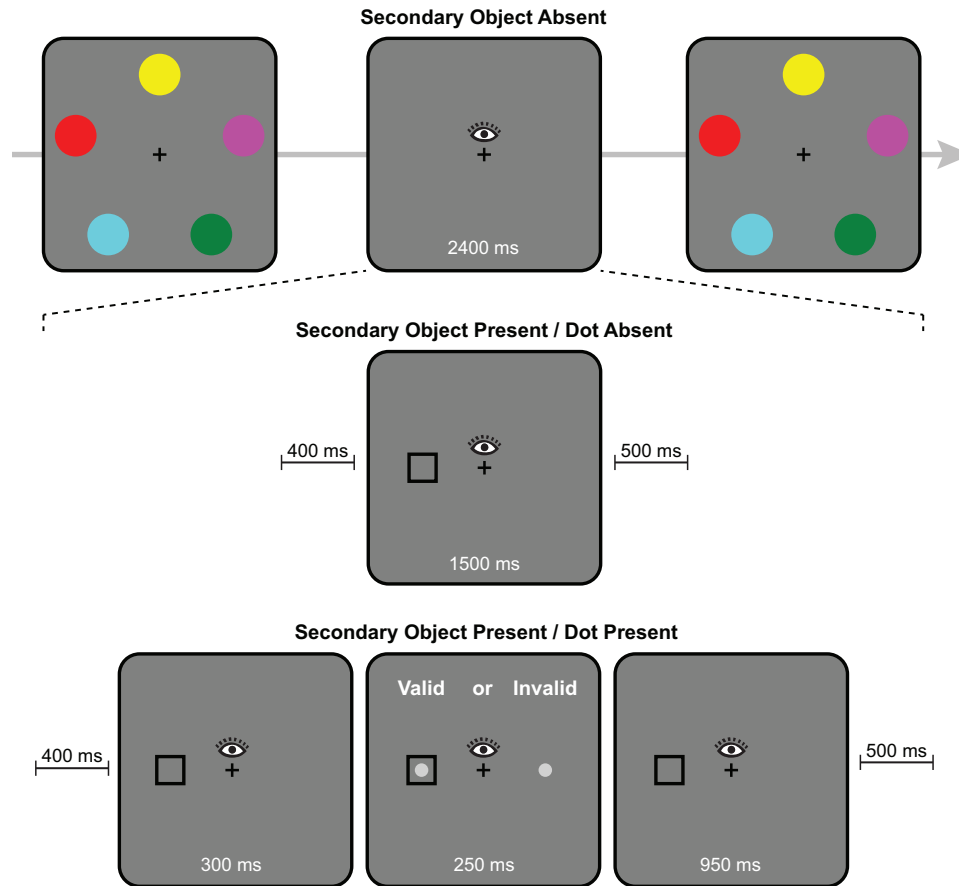 Secondary Object Absent
2400 ms
Secondary Object Present / Dot Absent
400 ms
500 ms
1500 ms
Secondary Object Present / Dot Present
Valid or Invalid
400 ms
500 ms
300 ms
250 ms
950 ms